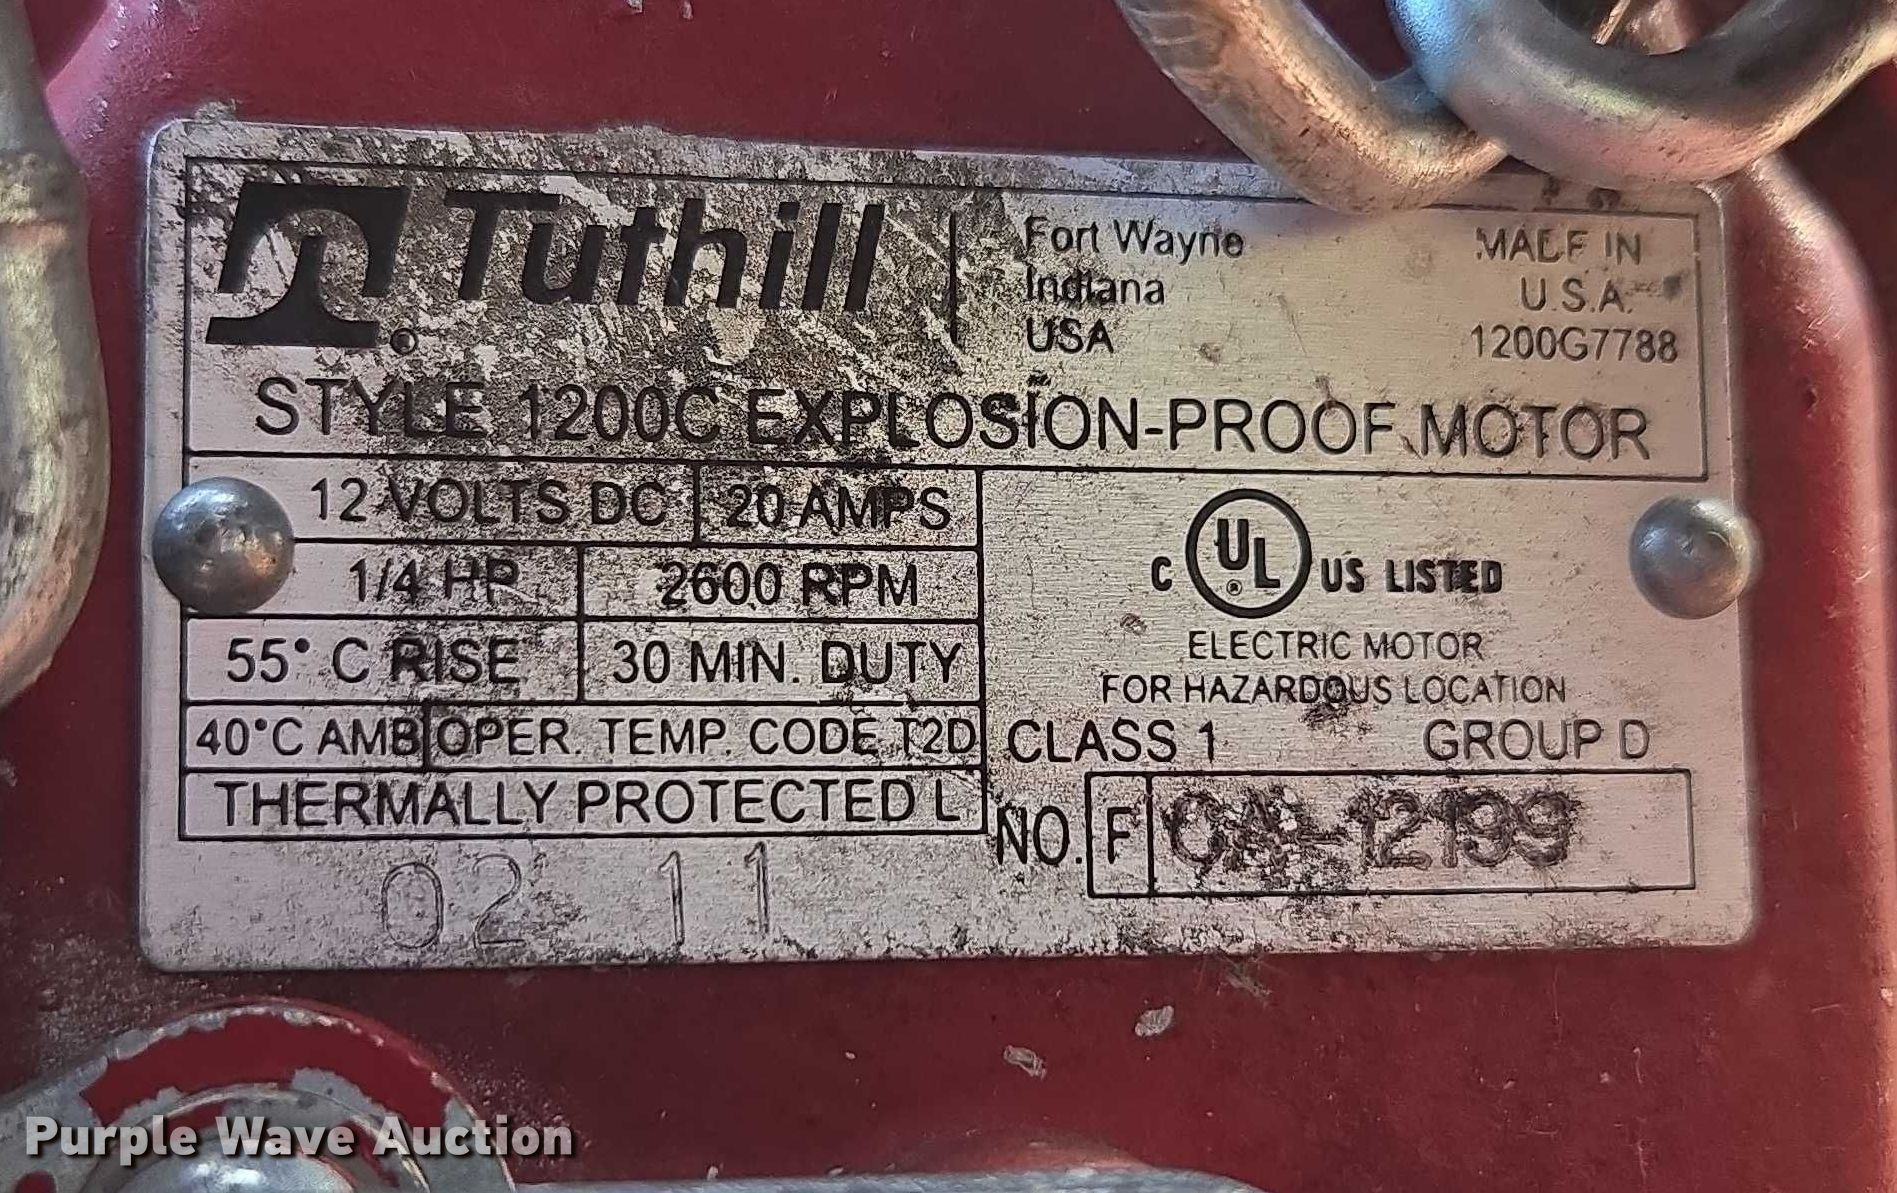 Tuthill
Fort Wayne
Indiana
USA
MADE IN
U.S.A.
1200G7788
STYLE 1200C EXPLOSION-PROOF MOTOR
12 VOLTS DC 20 AMPS
1/4 HP 2600 RPM
55° C RISE 30 MIN. DUTY
40°C AMB OPER. TEMP. CODE T2D
THERMALLY PROTECTED L
02 11
C UL® US LISTED
ELECTRIC MOTOR
FOR HAZARDOUS LOCATION
CLASS 1 GROUP D
NO. F
Purple Wave Auction